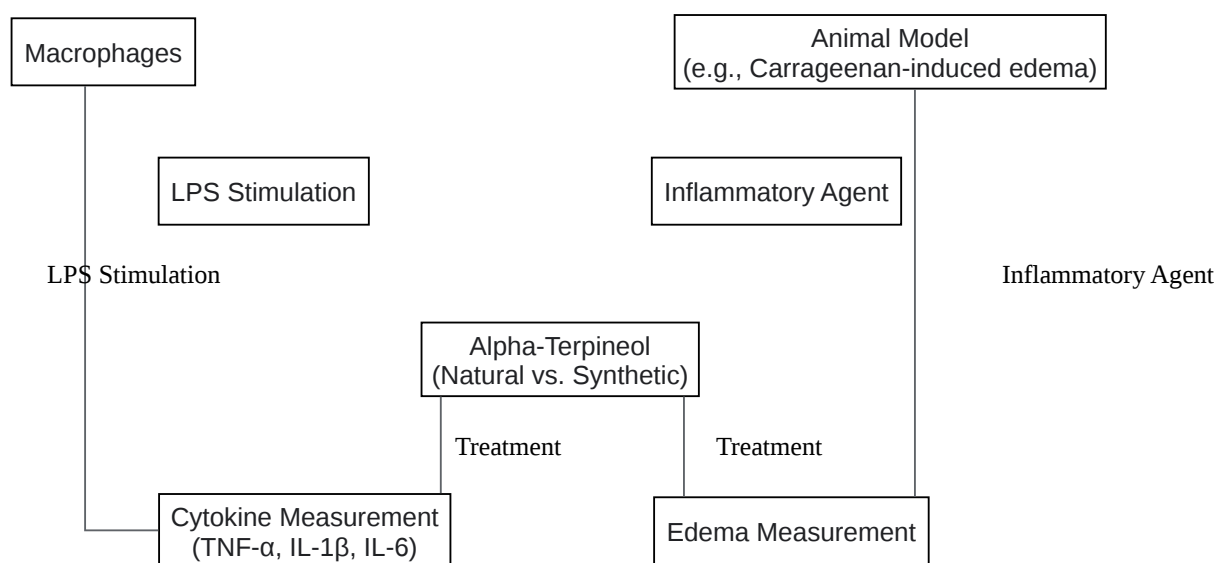 Macrophages
Animal Model
(e.g., Carrageenan-induced edema)
LPS Stimulation
Inflammatory Agent
LPS Stimulation
Inflammatory Agent
Alpha-Terpineol
(Natural vs. Synthetic)
Treatment
Treatment
Cytokine Measurement
(TNF-α, IL-1β, IL-6)
Edema Measurement